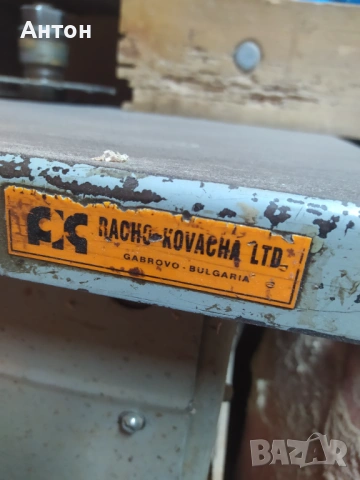 Антон
RACHO-KOVACHA LTD.
GABROVO - BULGARIA
BAZAR